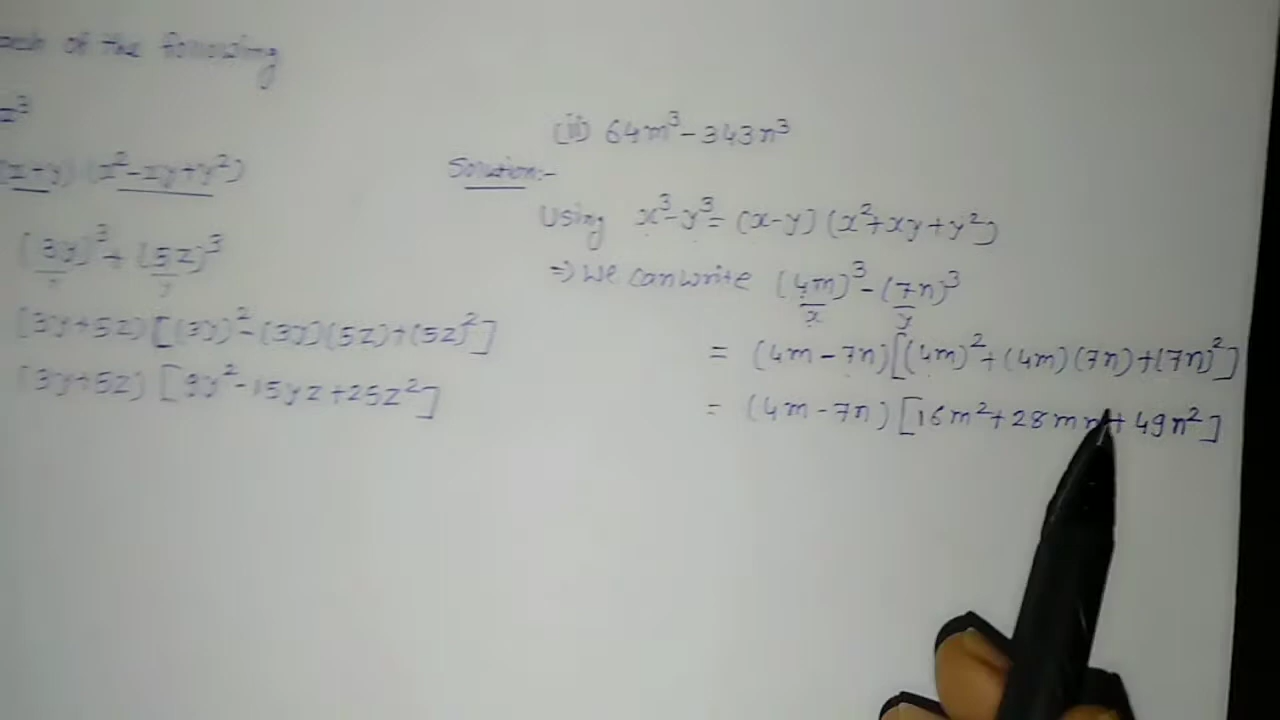 of the following
z³
(x+y) (x²-xy+y²)
(3y)³ + (5z)³
x y
(3y+5z) [(3y)² - (3y)(5z) + (5z)²]
(3y+5z) [9y² - 15yz + 25z²]
(ii) 64m³ - 343n³
Solution:-
Using x³-y³ = (x-y) (x²+xy+y²)
⇒ We can write (4m)³ - (7n)³
x y
= (4m - 7n) [(4m)² + (4m) (7n) + (7n)²]
= (4m - 7n) [16m² + 28mn + 49n²]